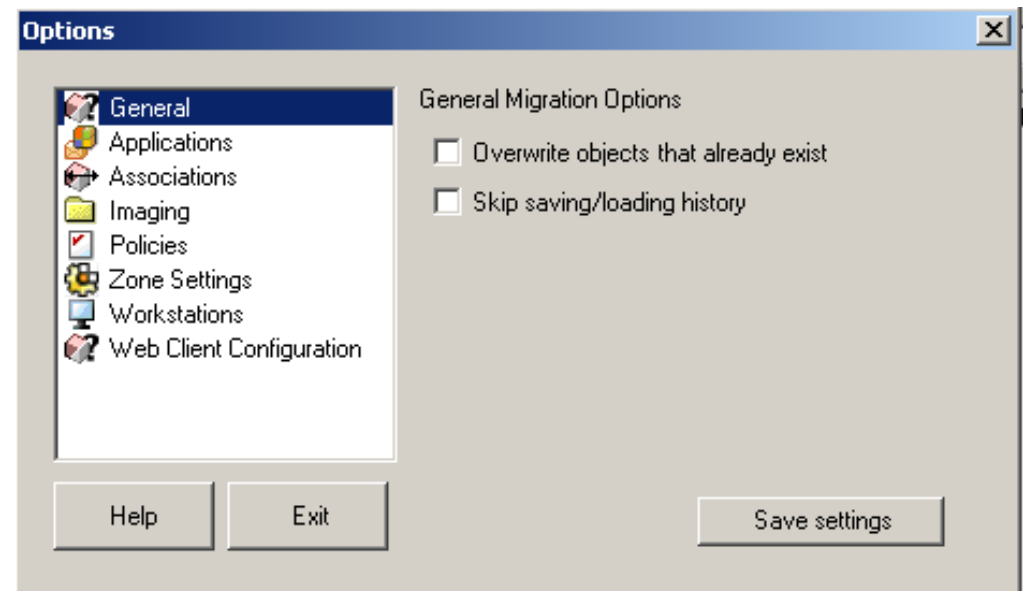 Options
General
Applications
Associations
Imaging
Policies
Zone Settings
Workstations
Web Client Configuration
General Migration Options
Overwrite objects that already exist
Skip saving/loading history
Help
Exit
Save settings